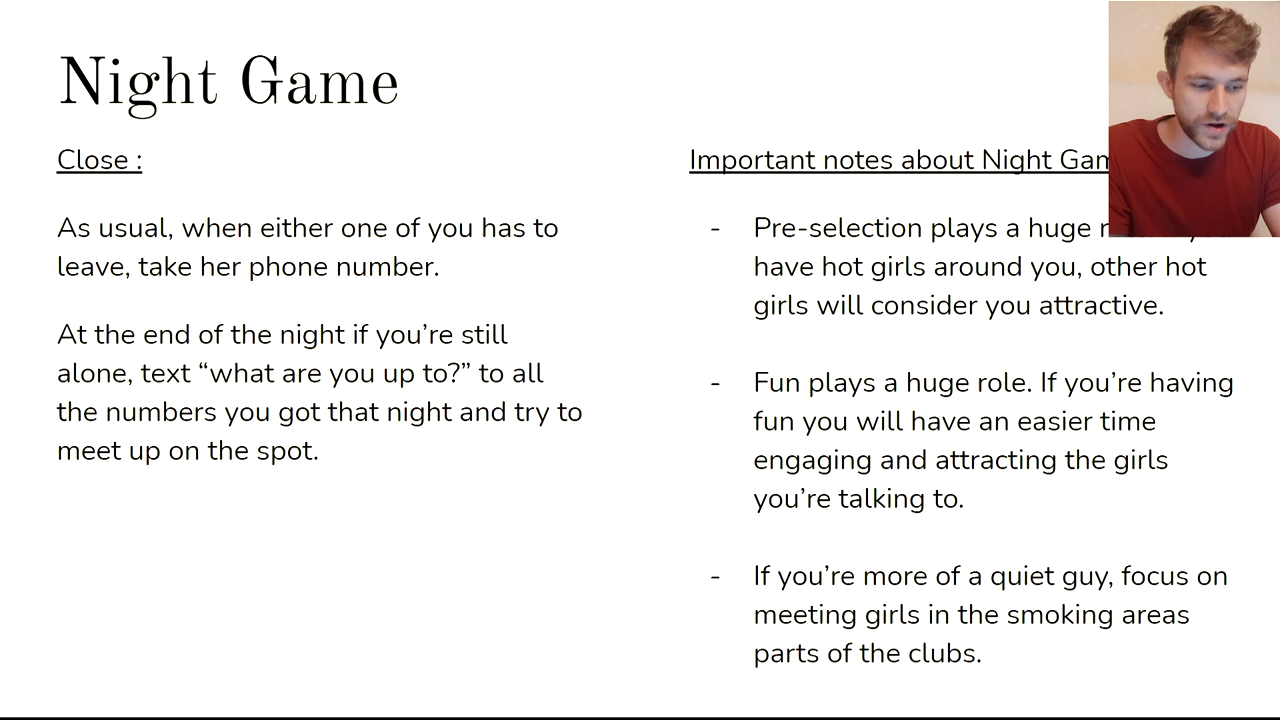 Night Game
Close :
As usual, when either one of you has to
leave, take her phone number.
At the end of the night if you’re still
alone, text “what are you up to?” to all
the numbers you got that night and try to
meet up on the spot.
Important notes about Night
- Pre-selection plays a huge
have hot girls around you, other hot
girls will consider you attractive.
- Fun plays a huge role. If you’re having
fun you will have an easier time
engaging and attracting the girls
you’re talking to.
- If you’re more of a quiet guy, focus on
meeting girls in the smoking areas
parts of the clubs.